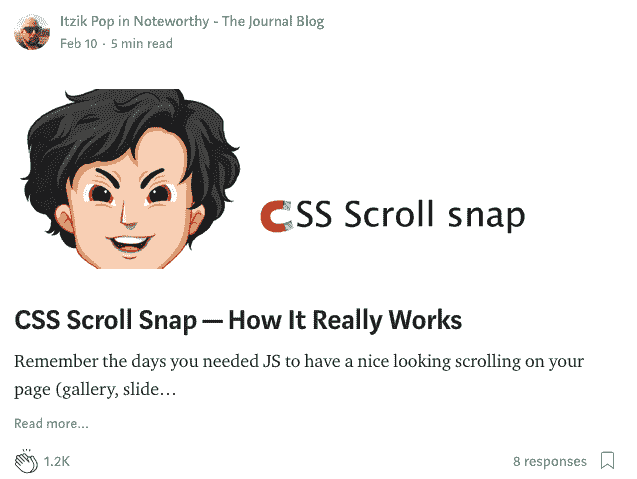 Itzik Pop in Noteworthy - The Journal Blog
Feb 10 · 5 min read
CSS Scroll snap
CSS Scroll Snap — How It Really Works
Remember the days you needed JS to have a nice looking scrolling on your
page (gallery, slide…
Read more...
1.2K
8 responses